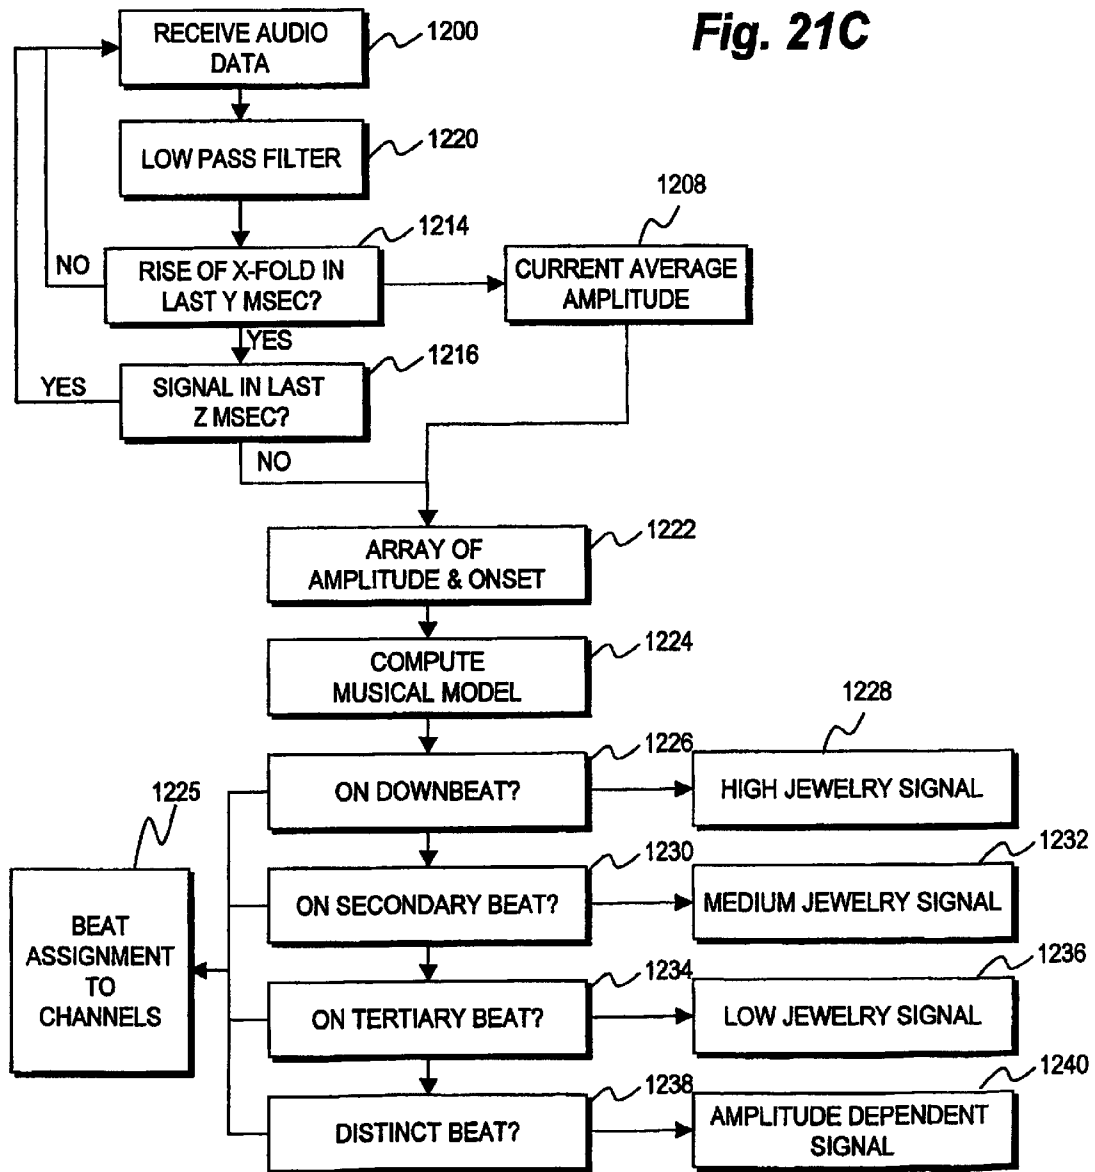 Fig. 21C
RECEIVE AUDIO
DATA
1200
LOW PASS FILTER
1220
1208
1214
NO
RISE OF X-FOLD IN
LAST Y MSEC?
CURRENT AVERAGE
AMPLITUDE
YES
1216
YES
SIGNAL IN LAST
Z MSEC?
NO
1222
ARRAY OF
AMPLITUDE & ONSET
1224
COMPUTE
MUSICAL MODEL
1228
1226
1225
ON DOWNBEAT?
HIGH JEWELRY SIGNAL
1230
1232
ON SECONDARY BEAT?
MEDIUM JEWELRY SIGNAL
BEAT
ASSIGNMENT
TO
CHANNELS
1234
1236
ON TERTIARY BEAT?
LOW JEWELRY SIGNAL
1238
1240
DISTINCT BEAT?
AMPLITUDE DEPENDENT
SIGNAL